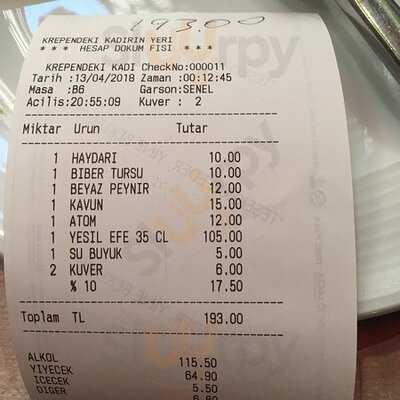 193.00
KREPENDEKI KADIRIN YERI
*** HESAP DOKUM FISI ***
KREPENDEKI KADI CheckNo:000011
Tarih :13/04/2018 Zaman :00:12:45
Masa :B6 Garson:SENEL
Acilis:20:55:09 Kuver : 2
Miktar Urun Tutar
1 HAYDARI 10.00
1 BIBER TURSU 10.00
1 BEYAZ PEYNIR 12.00
1 KAVUN 15.00
1 ATOM 12.00
1 YESIL EFE 35 CL 105.00
1 SU BUYUK 5.00
2 KUVER 6.00
% 10 17.50
Toplam TL 193.00
ALKOL 115.50
YIYECEK 64.90
ICECEK 5.50
DIGER 6.80